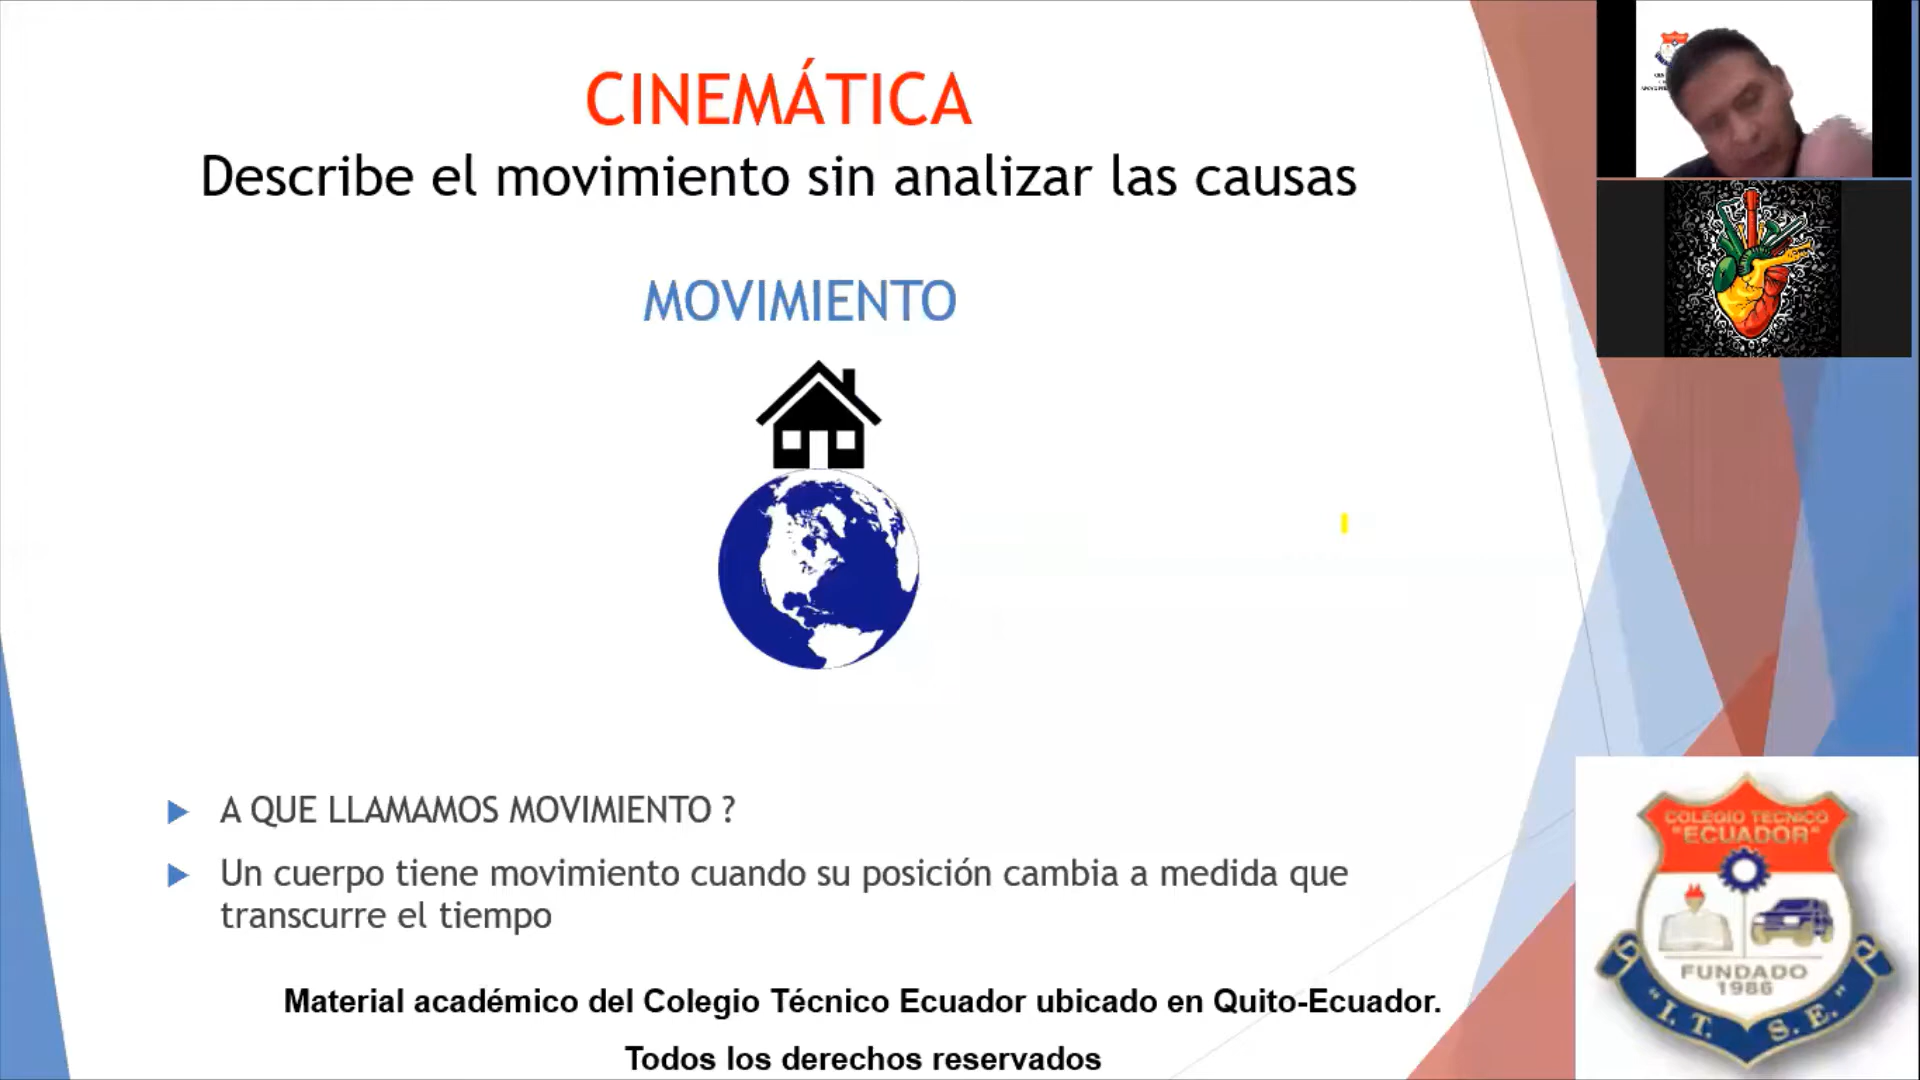 CINEMÁTICA
Describe el movimiento sin analizar las causas
MOVIMIENTO
A QUE LLAMAMOS MOVIMIENTO ?
Un cuerpo tiene movimiento cuando su posición cambia a medida que
transcurre el tiempo
Material académico del Colegio Técnico Ecuador ubicado en Quito-Ecuador.
Todos los derechos reservados
COLEGIO TECNICO
"ECUADOR"
FUNDADO
1986
"I.T. S.E."